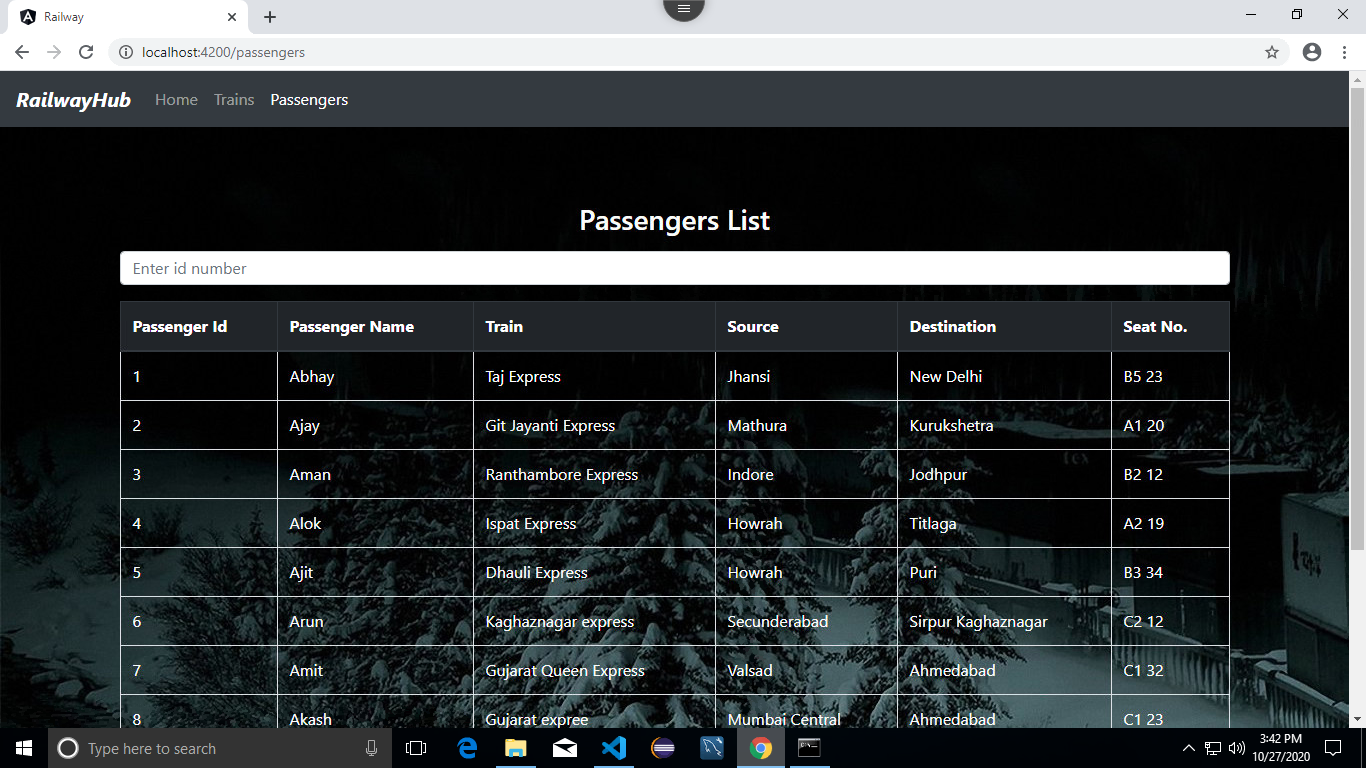 Railway
localhost:4200/passengers
RailwayHub Home Trains Passengers
Passengers List
Enter id number
Passenger Id Passenger Name Train Source Destination Seat No.
1 Abhay Taj Express Jhansi New Delhi B5 23
2 Ajay Git Jayanti Express Mathura Kurukshetra A1 20
3 Aman Ranthambore Express Indore Jodhpur B2 12
4 Alok Ispat Express Howrah Titlaga A2 19
5 Ajit Dhauli Express Howrah Puri B3 34
6 Arun Kaghaznagar express Secunderabad Sirpur Kaghaznagar C2 12
7 Amit Gujarat Queen Express Valsad Ahmedabad C1 32
8 Akash Gujarat expree Mumbai Central Ahmedabad C1 23
Type here to search
3:42 PM
10/27/2020